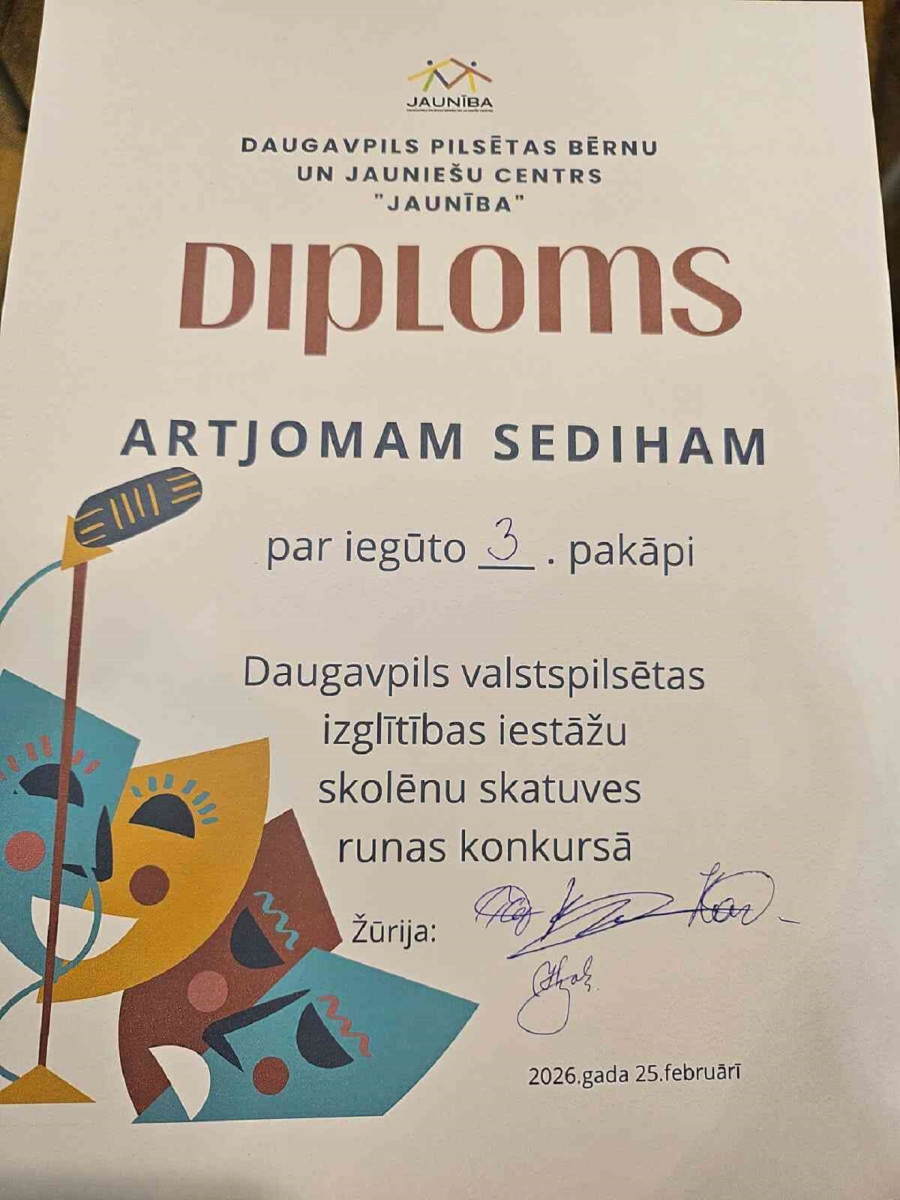 JAUNĪBA
DAUGAVPILS PILSĒTAS BĒRNU
UN JAUNIEŠU CENTRS
"JAUNĪBA"
DIPLOMS
ARTJOMAM SEDIHAM
par iegūto 3 . pakāpi
Daugavpils valstspilsētas
izglītības iestāžu
skolēnu skatuves
runas konkursā
Žūrija:
2026.gada 25.februārī